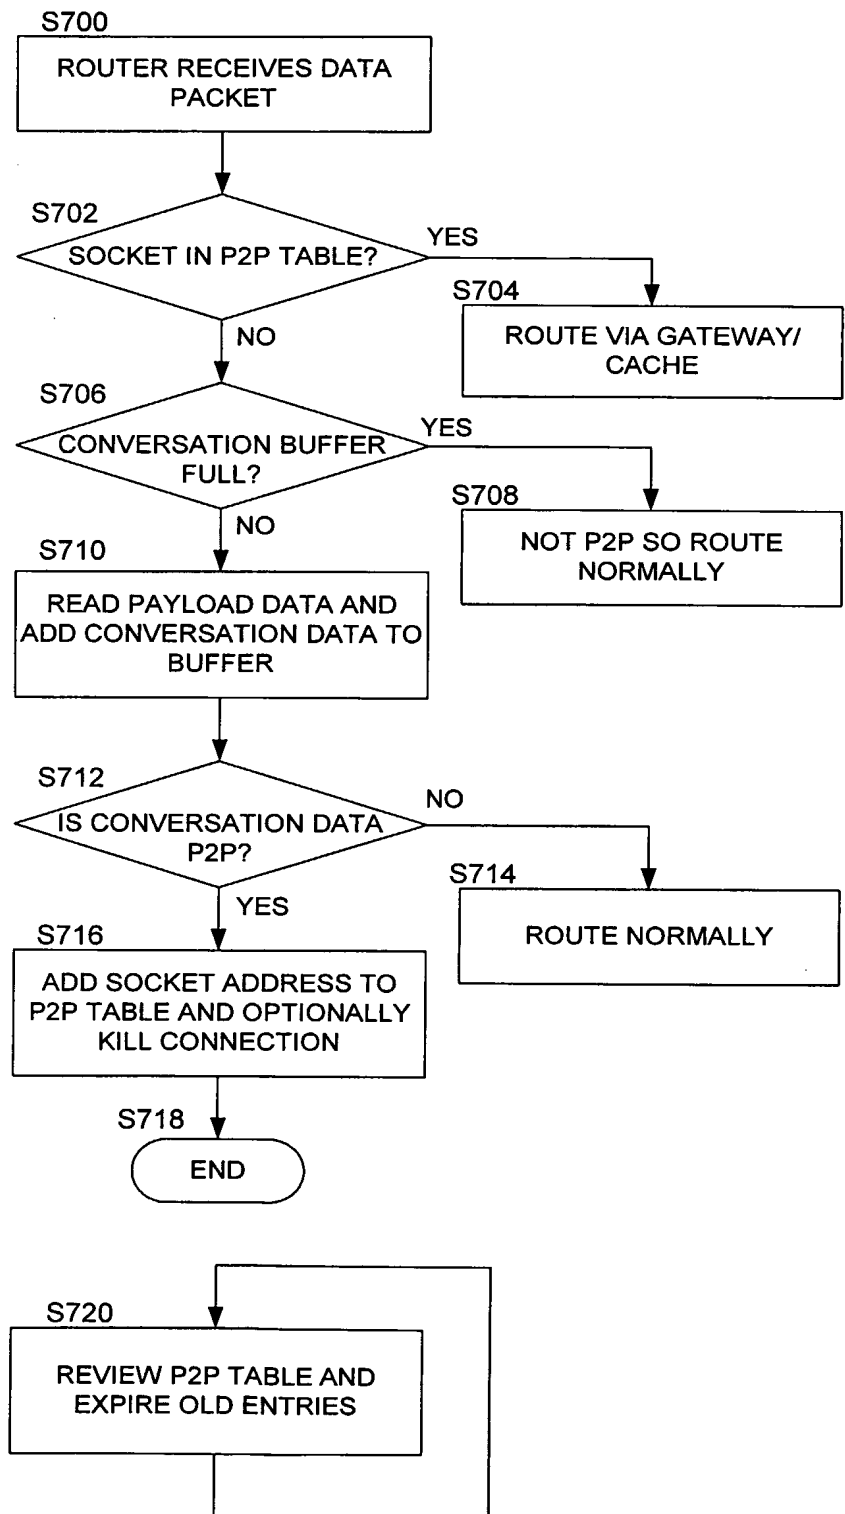 S700
ROUTER RECEIVES DATA
PACKET
S702
SOCKET IN P2P TABLE?
YES
S704
ROUTE VIA GATEWAY/
CACHE
NO
S706
CONVERSATION BUFFER
FULL?
YES
S708
NOT P2P SO ROUTE
NORMALLY
NO
S710
READ PAYLOAD DATA AND
ADD CONVERSATION DATA TO
BUFFER
S712
IS CONVERSATION DATA
P2P?
NO
S714
ROUTE NORMALLY
YES
S716
ADD SOCKET ADDRESS TO
P2P TABLE AND OPTIONALLY
KILL CONNECTION
S718
END
S720
REVIEW P2P TABLE AND
EXPIRE OLD ENTRIES